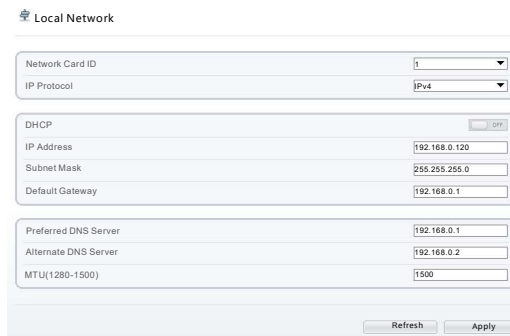 Local Network
Network Card ID 1
IP Protocol IPv4
DHCP OFF
IP Address 192.168.0.120
Subnet Mask 255.255.255.0
Default Gateway 192.168.0.1
Preferred DNS Server 192.168.0.1
Alternate DNS Server 192.168.0.2
MTU(1280-1500) 1500
Refresh Apply